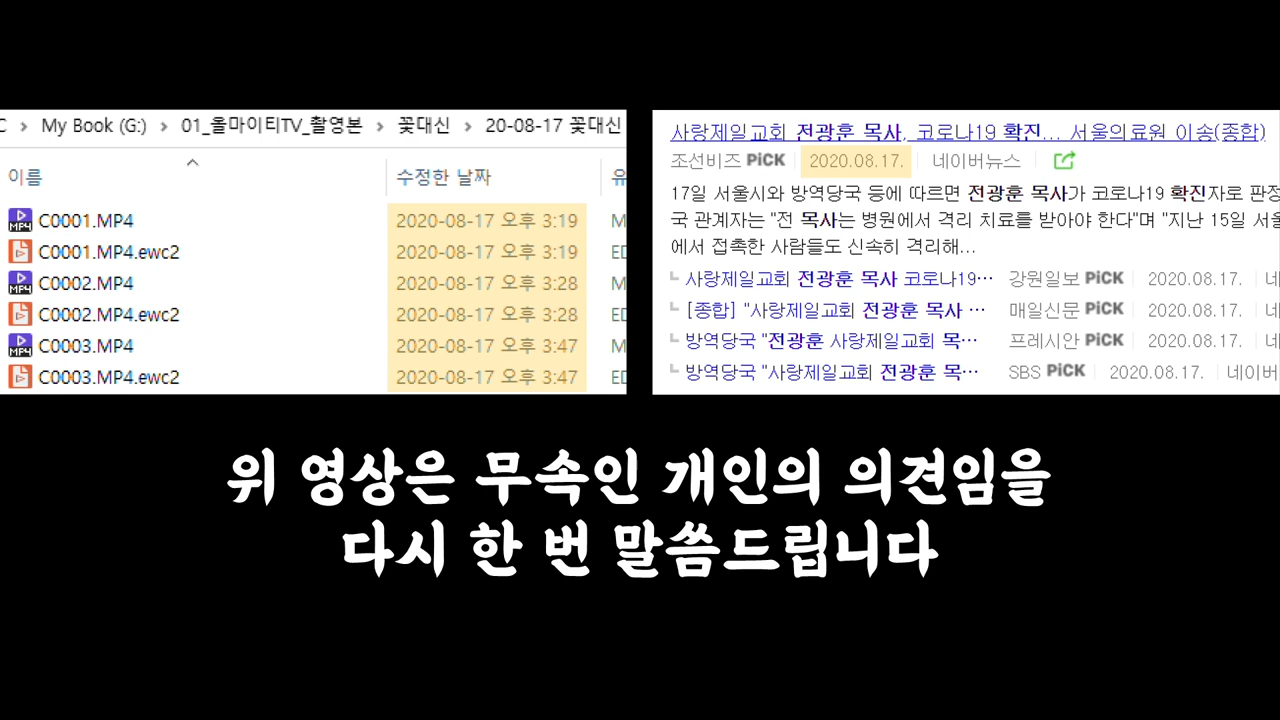 My Book (G:) › 01_올마이티TV_촬영본 › 꽃대신 › 20-08-17 꽃대신
이름 수정한 날짜
C0001.MP4 2020-08-17 오후 3:19
C0001.MP4.ewc2 2020-08-17 오후 3:19
C0002.MP4 2020-08-17 오후 3:28
C0002.MP4.ewc2 2020-08-17 오후 3:28
C0003.MP4 2020-08-17 오후 3:47
C0003.MP4.ewc2 2020-08-17 오후 3:47
사랑제일교회 전광훈 목사, 코로나19 확진... 서울의료원 이송(종합)
조선비즈 PiCK 2020.08.17. 네이버뉴스
17일 서울시와 방역당국 등에 따르면 전광훈 목사가 코로나19 확진자로 판정
국 관계자는 "전 목사는 병원에서 격리 치료를 받아야 한다"며 "지난 15일 서울
에서 접촉한 사람들도 신속히 격리해...
사랑제일교회 전광훈 목사 코로나19… 강원일보 PiCK 2020.08.17.
[종합] "사랑제일교회 전광훈 목사 … 매일신문 PiCK 2020.08.17.
방역당국 "전광훈 사랑제일교회 목… 프레시안 PiCK 2020.08.17.
방역당국 "사랑제일교회 전광훈 목… SBS PiCK 2020.08.17. 네이버
위 영상은 무속인 개인의 의견임을
다시 한 번 말씀드립니다